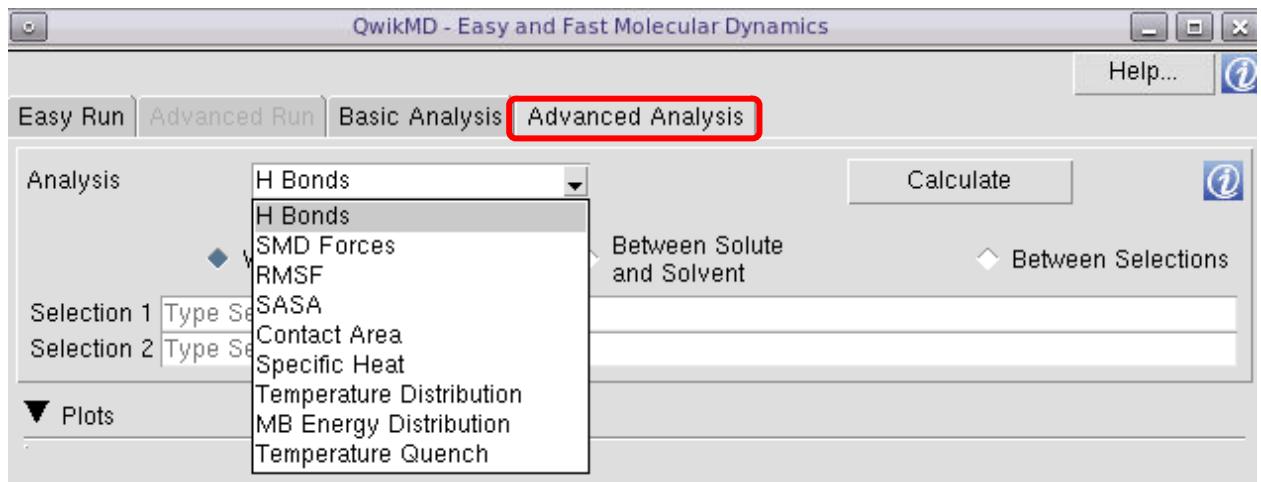 QwikMD - Easy and Fast Molecular Dynamics
Help...
Easy Run Advanced Run Basic Analysis Advanced Analysis
Analysis H Bonds Calculate
H Bonds
SMD Forces
RMSF
SASA
Contact Area
Specific Heat
Temperature Distribution
MB Energy Distribution
Temperature Quench
Between Solute
and Solvent
Between Selections
Selection 1 Type
Selection 2 Type
Plots